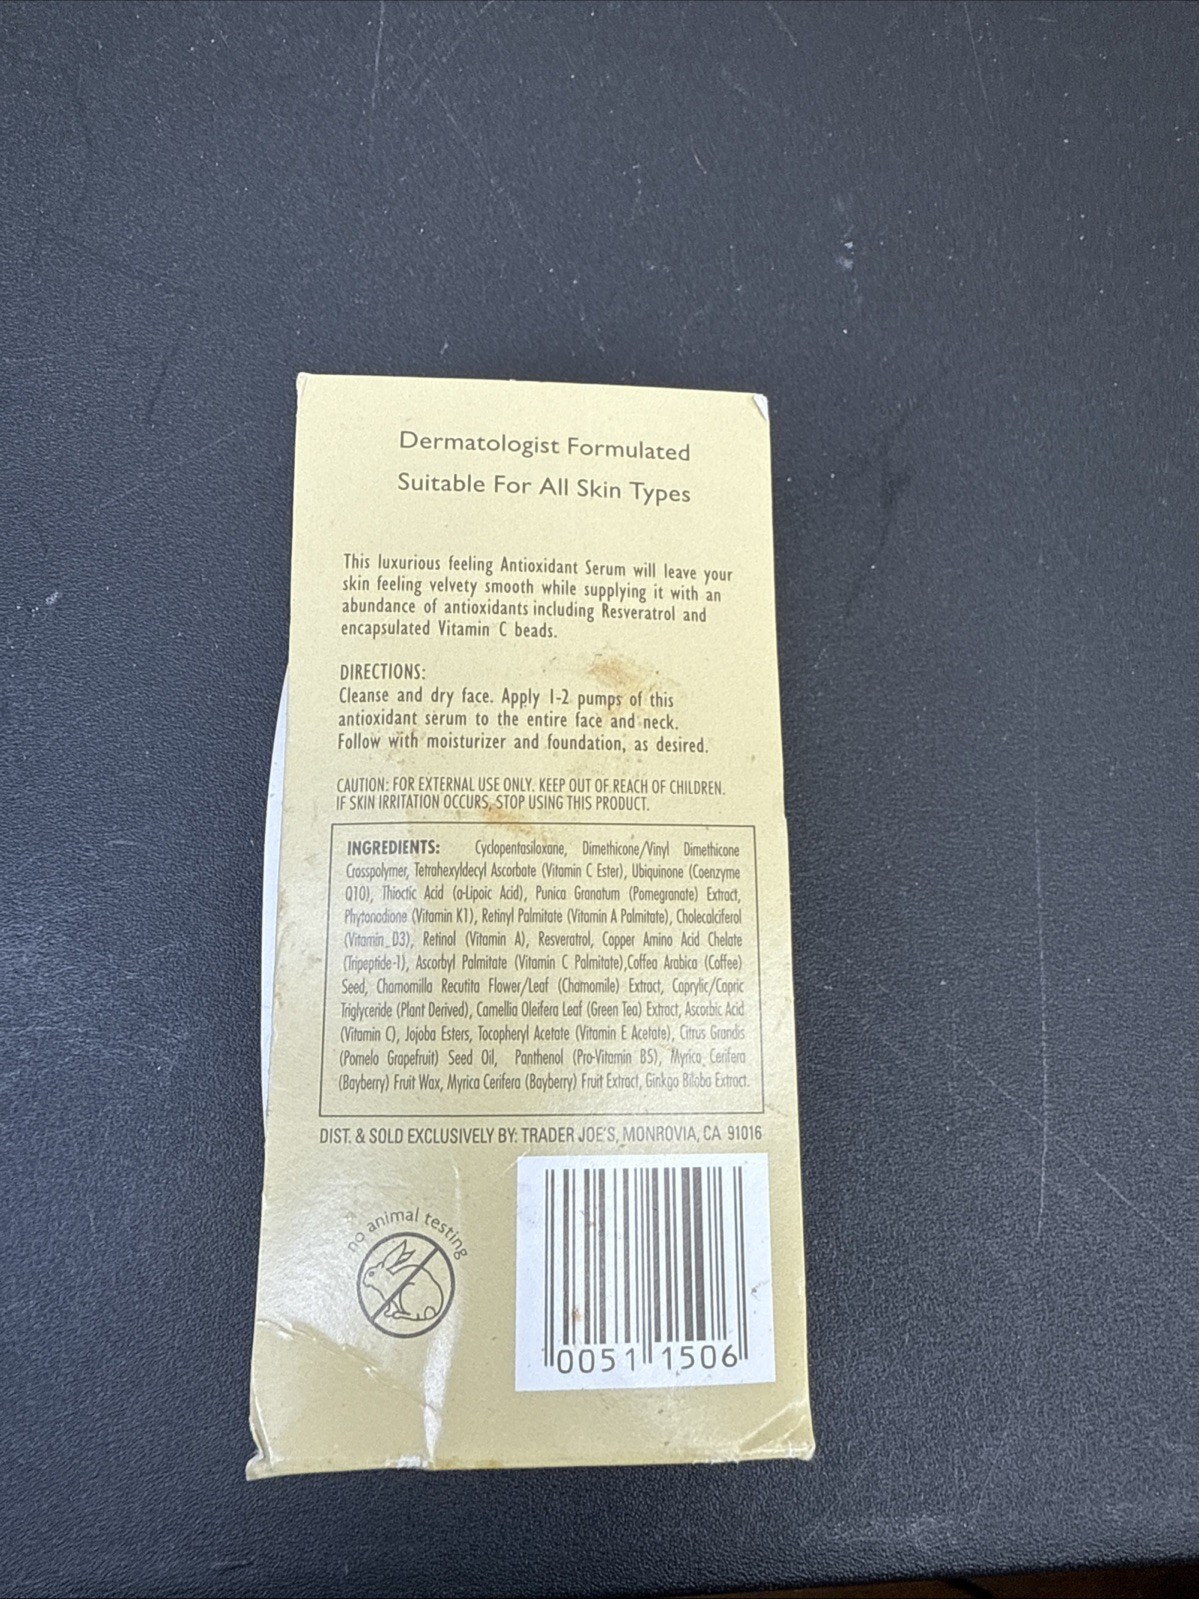 Dermatologist Formulated
Suitable For All Skin Types
This luxurious feeling Antioxidant Serum will leave your
skin feeling velvety smooth while supplying it with an
abundance of antioxidants including Resveratrol and
encapsulated Vitamin C beads.
DIRECTIONS:
Cleanse and dry face. Apply 1-2 pumps of this
antioxidant serum to the entire face and neck.
Follow with moisturizer and foundation, as desired.
CAUTION: FOR EXTERNAL USE ONLY. KEEP OUT OF REACH OF CHILDREN.
IF SKIN IRRITATION OCCURS, STOP USING THIS PRODUCT.
INGREDIENTS: Cyclopentasiloxane, Dimethicone/Vinyl Dimethicone
Crosspolymer, Tetrahexyldecyl Ascorbate (Vitamin C Ester), Ubiquinone (Coenzyme
Q10), Thioctic Acid (α-Lipoic Acid), Punica Granatum (Pomegranate) Extract,
Phytonadione (Vitamin K1), Retinyl Palmitate (Vitamin A Palmitate), Cholecalciferol
(Vitamin D3), Retinol (Vitamin A), Resveratrol, Copper Amino Acid Chelate
(Tripeptide-1), Ascorbyl Palmitate (Vitamin C Palmitate),Coffea Arabica (Coffee)
Seed, Chamomilla Recutita Flower/Leaf (Chamomile) Extract, Caprylic/Capric
Triglyceride (Plant Derived), Camellia Oleifera Leaf (Green Tea) Extract, Ascorbic Acid
(Vitamin C), Jojoba Esters, Tocopheryl Acetate (Vitamin E Acetate), Citrus Grandis
(Pomelo Grapefruit) Seed Oil, Panthenol (Pro-Vitamin B5), Myrica Cerifera
(Bayberry) Fruit Wax, Myrica Cerifera (Bayberry) Fruit Extract, Ginkgo Biloba Extract.
DIST. & SOLD EXCLUSIVELY BY: TRADER JOE'S, MONROVIA, CA 91016
no animal testing
0051 1506